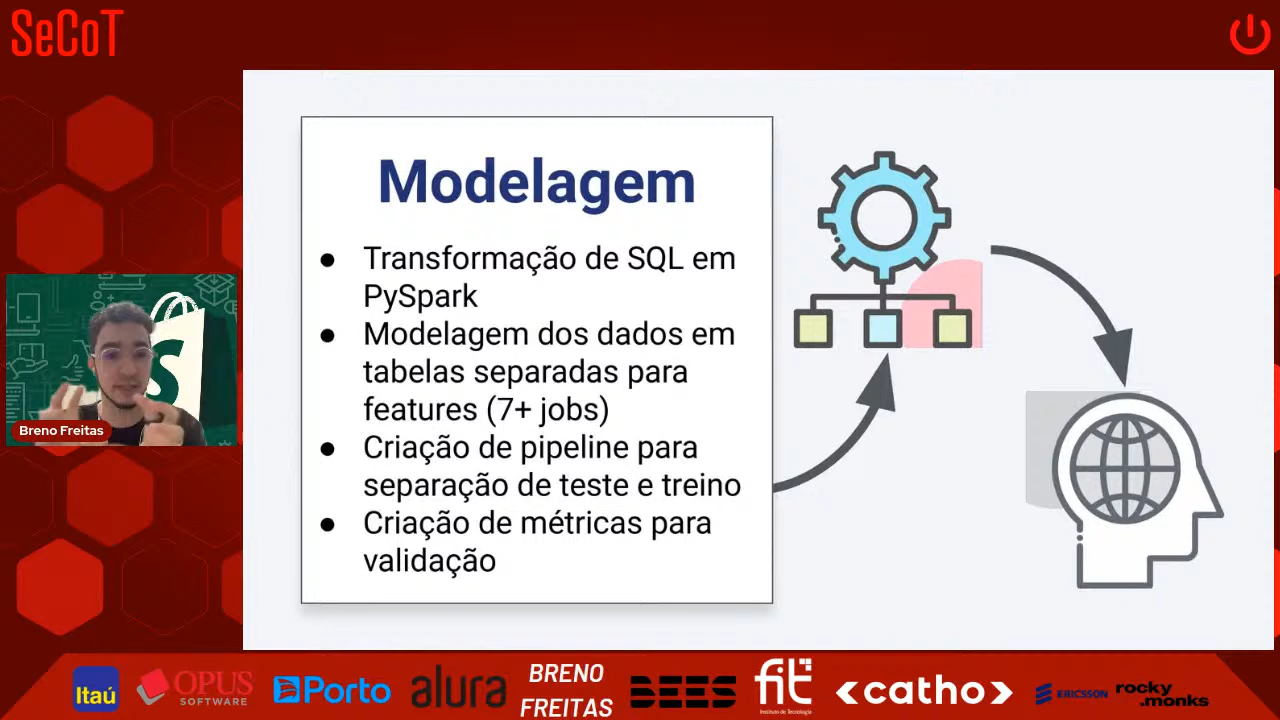 SeCoT
Modelagem
● Transformação de SQL em
PySpark
● Modelagem dos dados em
tabelas separadas para
features (7+ jobs)
● Criação de pipeline para
separação de teste e treino
● Criação de métricas para
validação
S
Breno Freitas
Itaú
OPUS
SOFTWARE
Porto
alura
BRENO
FREITAS
BEES
fit
Instituto de Tecnologia
<catho>
ERICSSON
rocky
.monks